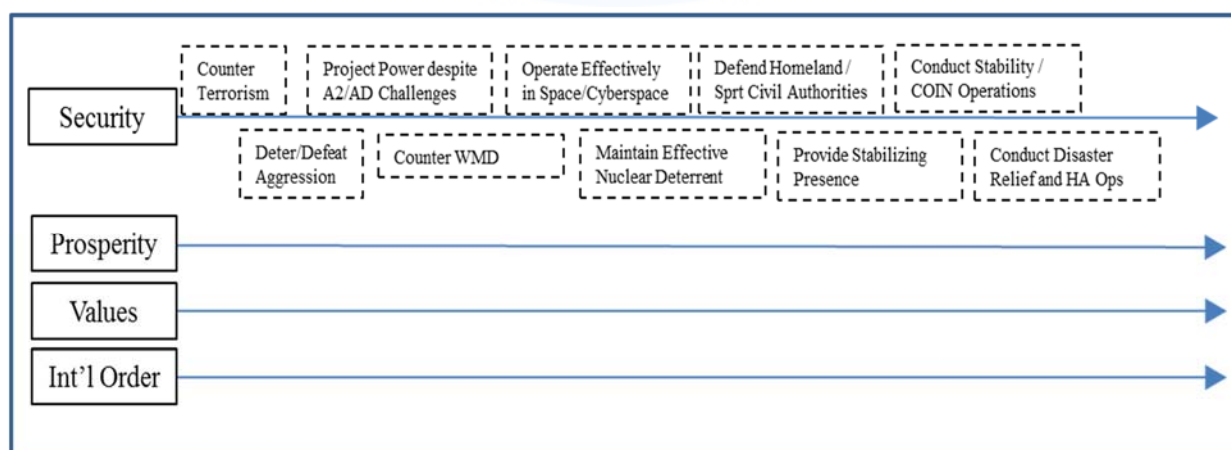 Security
Counter
Terrorism
Project Power despite
A2/AD Challenges
Operate Effectively
in Space/Cyberspace
Defend Homeland /
Sprt Civil Authorities
Conduct Stability /
COIN Operations
Deter/Defeat
Aggression
Counter WMD
Maintain Effective
Nuclear Deterrent
Provide Stabilizing
Presence
Conduct Disaster
Relief and HA Ops
Prosperity
Values
Int'l Order